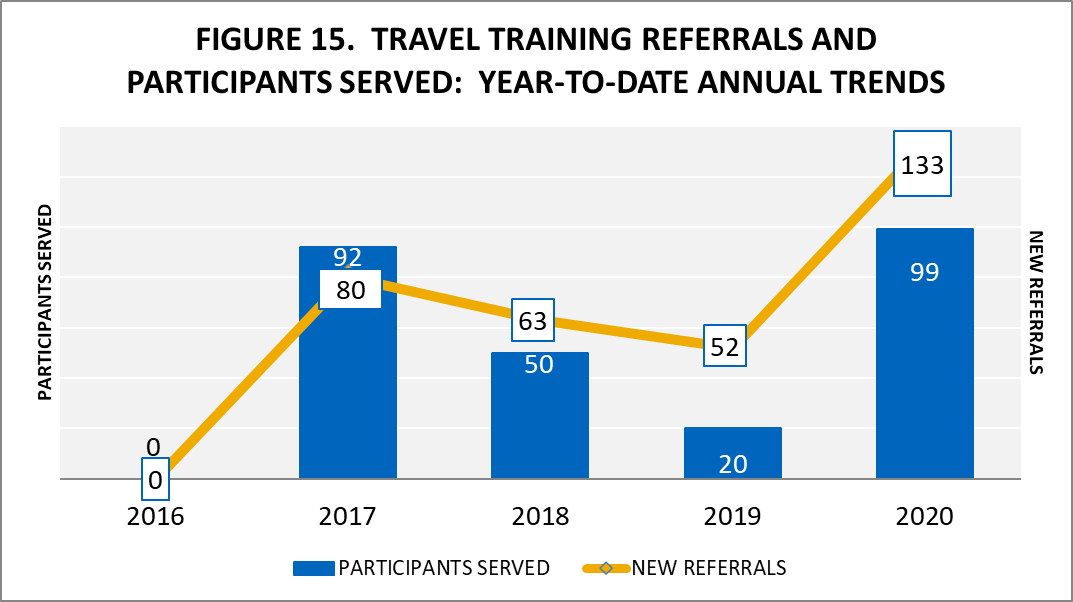 FIGURE 15.  TRAVEL TRAINING REFERRALS AND
PARTICIPANTS SERVED:  YEAR-TO-DATE ANNUAL TRENDS
PARTICIPANTS SERVED
NEW REFERRALS
133
92
99
80
63
52
50
0
20
0
2016 2017 2018 2019 2020
PARTICIPANTS SERVED NEW REFERRALS